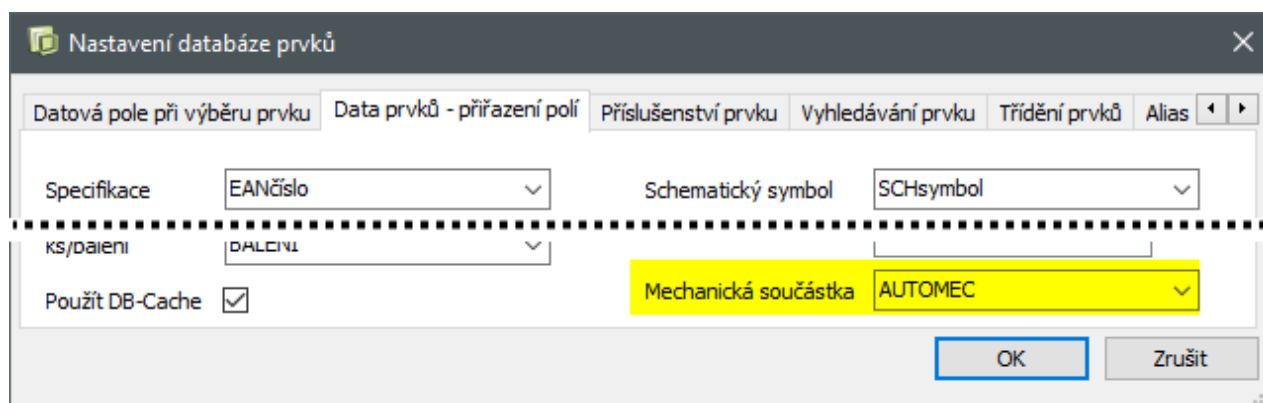 Nastavení databáze prvků
Datová pole při výběru prvku Data prvků - přiřazení polí Příslušenství prvku Vyhledávání prvku Třídění prvků Alias
Specifikace EANčíslo Schematický symbol SCHsymbol
ks/balení BALENI
Použít DB-Cache Mechanická součástka AUTOMEC
OK Zrušit